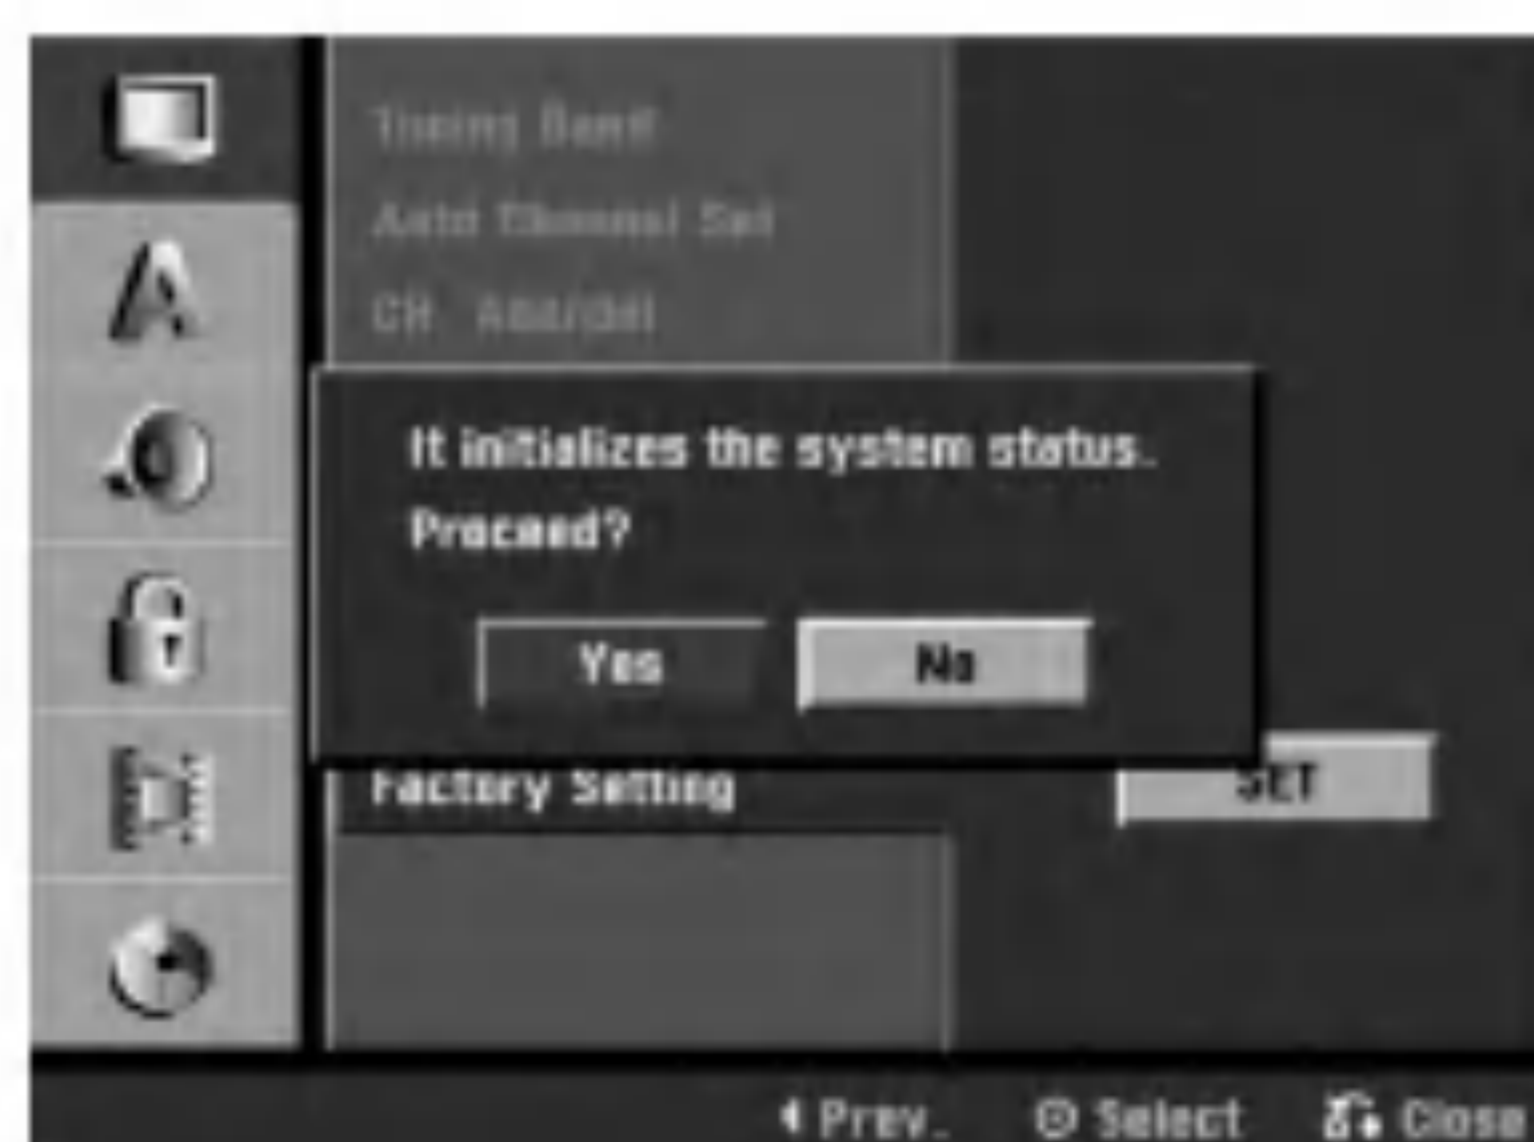 Tuning Band
Auto Channel Set
CH Add/Del
It initializes the system status.
Proceed?
Yes
No
Factory Setting
SET
Prev.
Select
Close